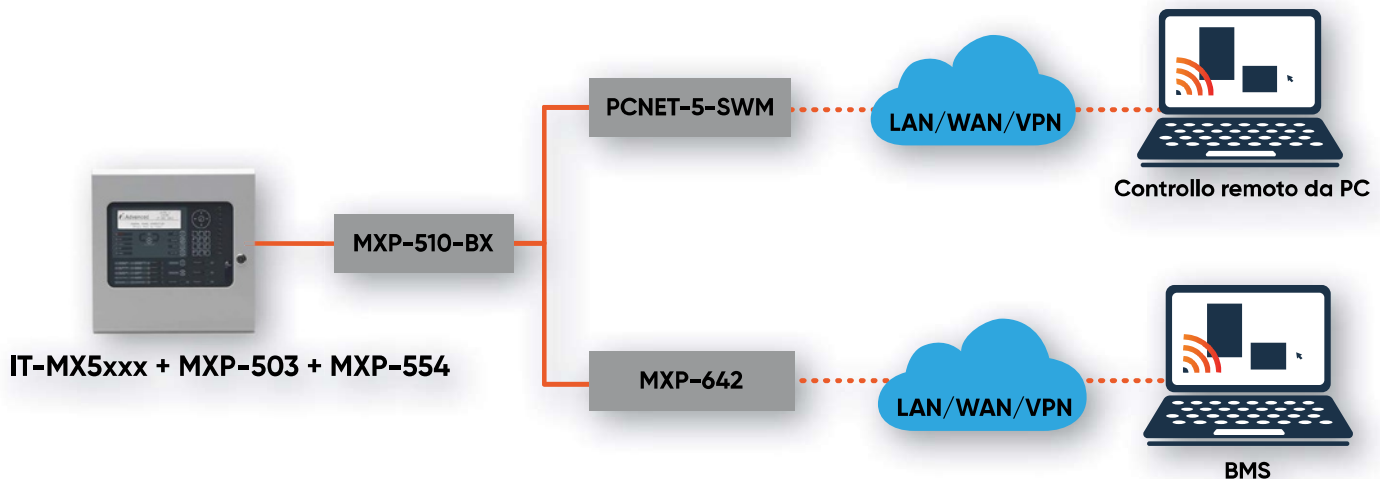 PCNET-5-SWM
LAN/WAN/VPN
Controllo remoto da PC
Advanced
MXP-510-BX
IT-MX5xxx + MXP-503 + MXP-554
MXP-642
LAN/WAN/VPN
BMS